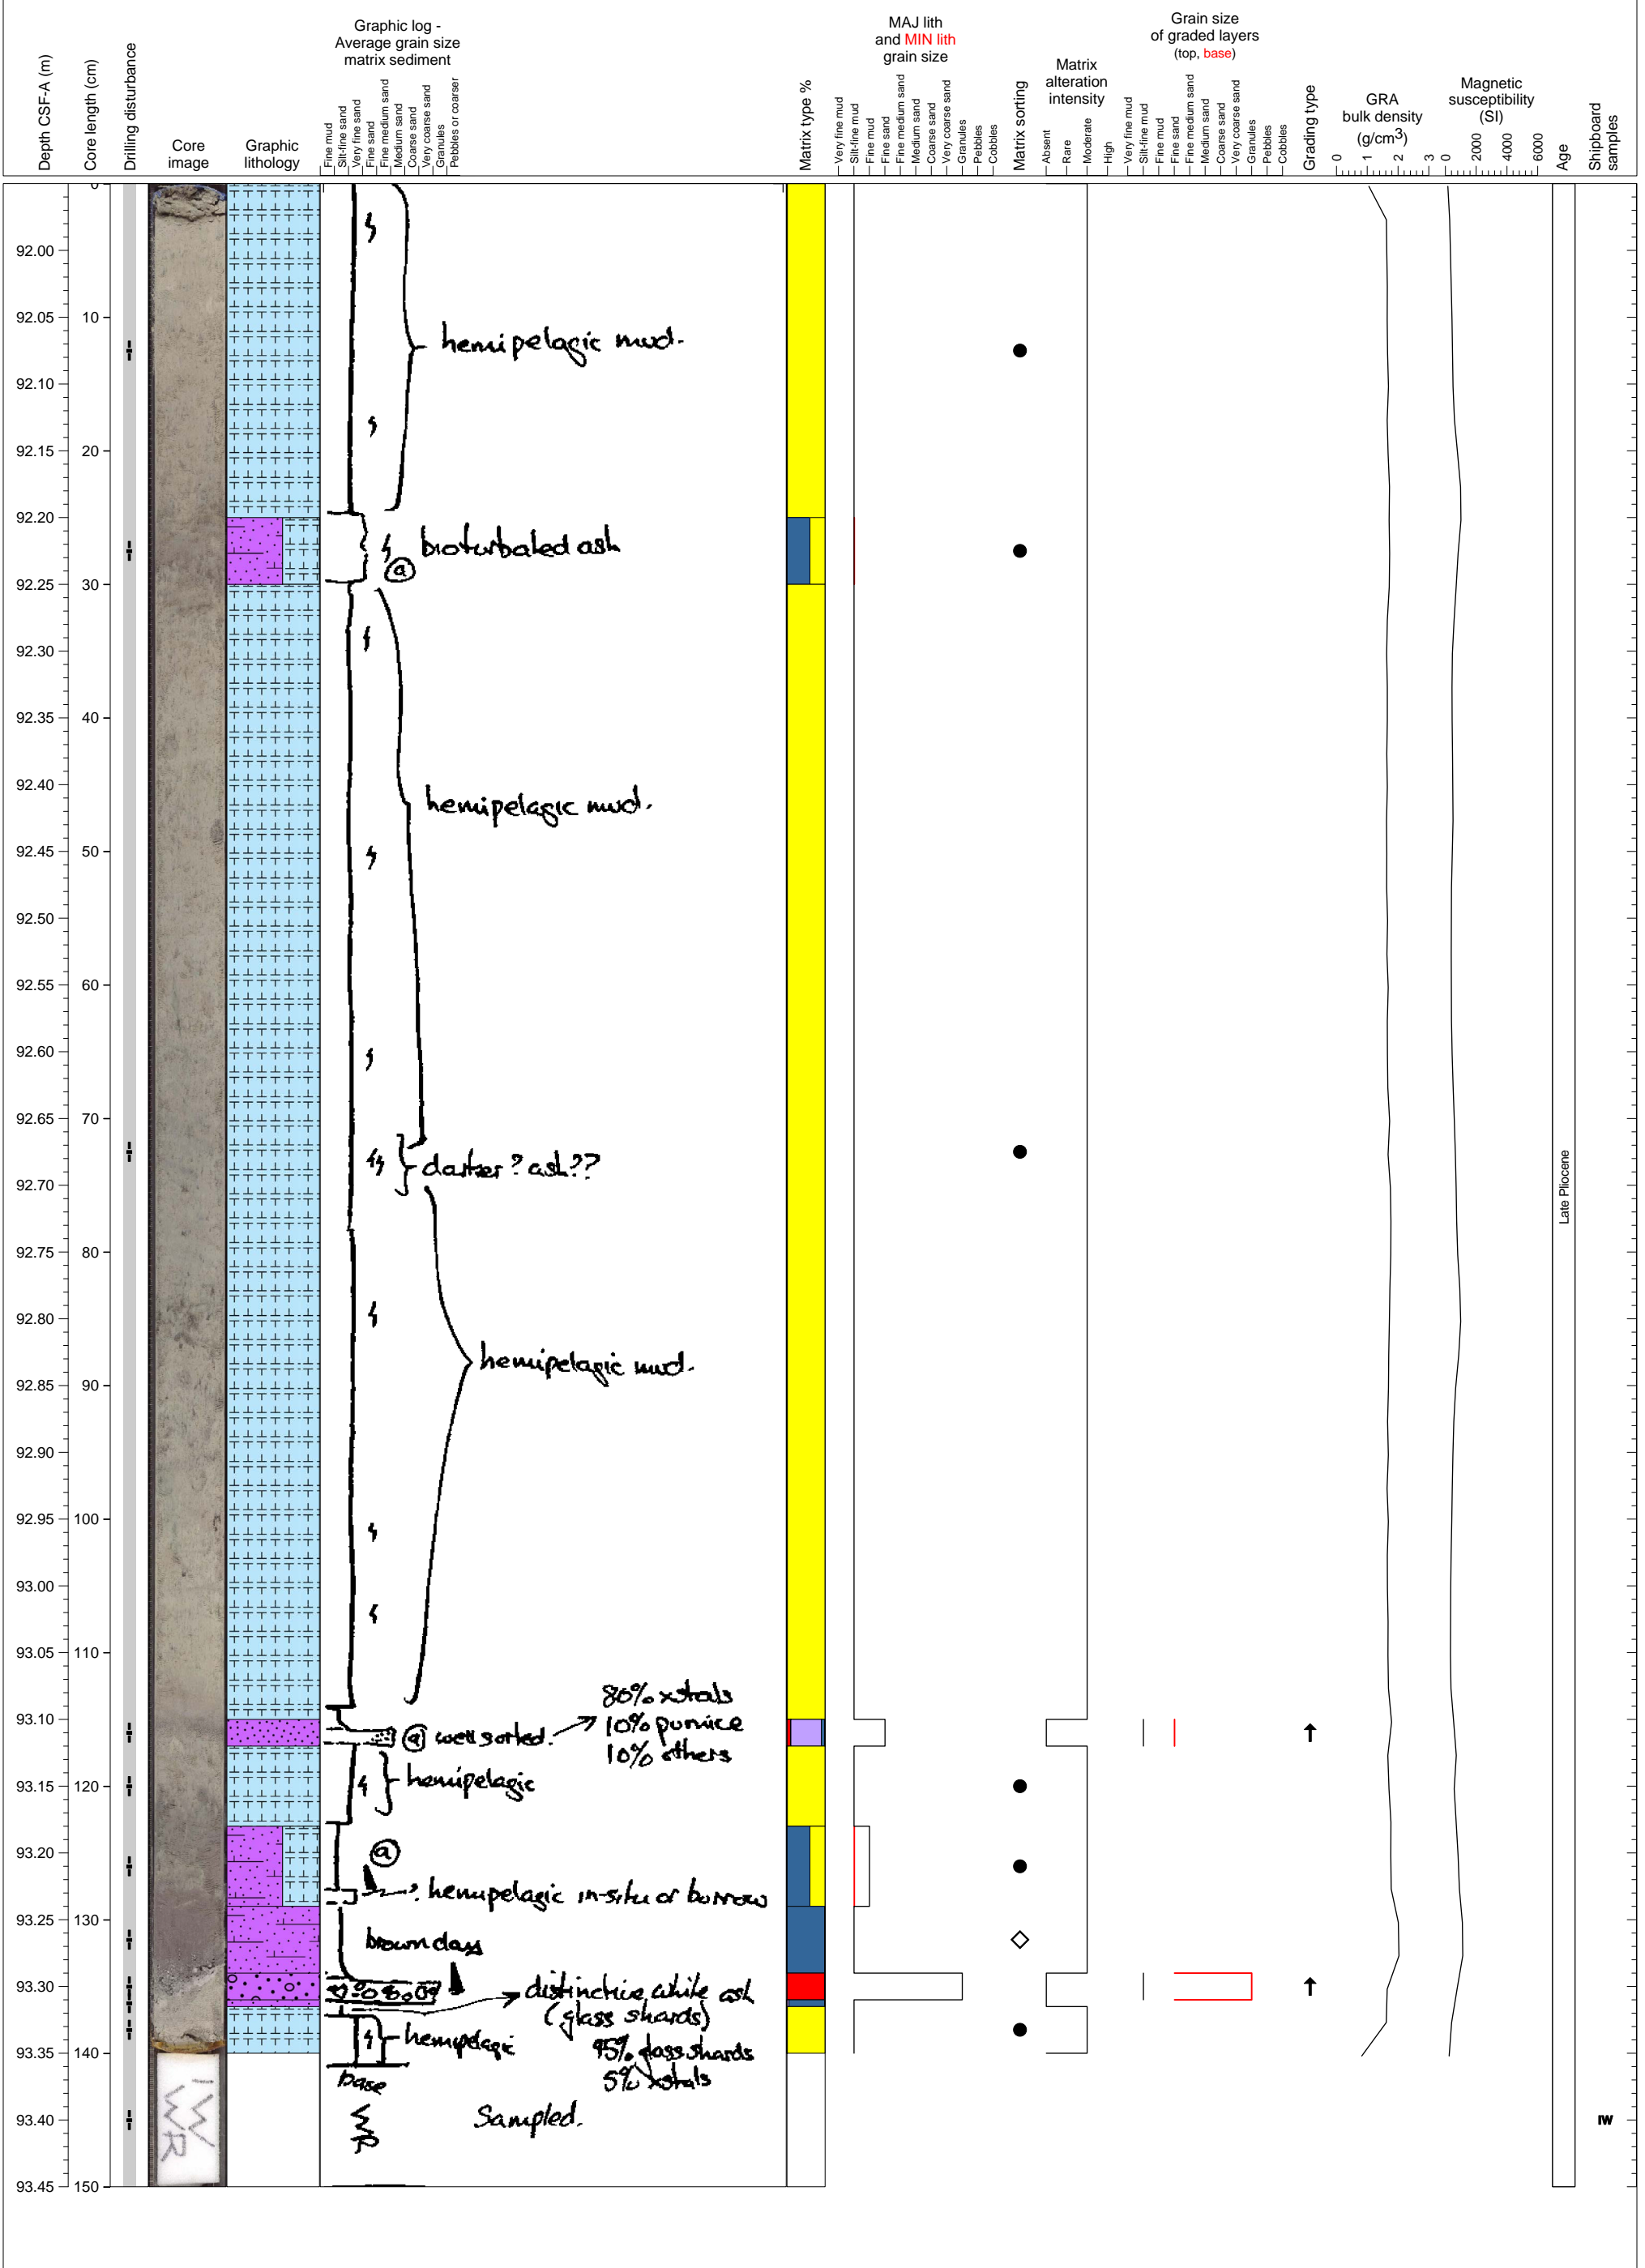 Depth CSF-A (m)
Core length (cm)
Drilling disturbance
Core
image
Graphic
lithology
Graphic log -
Average grain size
matrix sediment
Fine mud
Silt-fine sand
Very fine sand
Fine sand
Fine medium sand
Medium sand
Coarse sand
Very coarse sand
Granules
Pebbles or coarser
Matrix type %
MAJ lith
and MIN lith
grain size
Very fine mud
Silt-fine mud
Fine mud
Fine sand
Fine medium sand
Medium sand
Coarse sand
Very coarse sand
Granules
Pebbles
Cobbles
Matrix sorting
Matrix
alteration
intensity
Absent
Rare
Moderate
High
Grain size
of graded layers
(top, base)
Very fine mud
Silt-fine mud
Fine mud
Fine sand
Fine medium sand
Medium sand
Coarse sand
Very coarse sand
Granules
Pebbles
Cobbles
Grading type
GRA
bulk density
(g/cm3)
0 1 2 3
Magnetic
susceptibility
(SI)
0 2000 4000 6000
Age
Shipboard
samples
0
92.00
92.05 10
hemipelagic mud.
92.10
92.15 20
92.20
bioturbated ash
a
92.25 30
92.30
92.35 40
92.40
hemipelagic mud.
92.45 50
92.50
92.55 60
92.60
92.65 70
darker? ash??
92.70
Late Pliocene
92.75 80
92.80
hemipelagic mud.
92.85 90
92.90
92.95 100
93.00
93.05 110
80% xstals
93.10
a well sorted. 10% pumice
10% others
93.15 120
hemipelagic
93.20
a
? hemipelagic in-situ or burrow
93.25 130
brown
93.30
distinctive white ash
(glass shards)
hemipelagic
95% glass shards
93.35 140
5% xstals
base
93.40
IW
IWR
WR
Sampled.
93.45 150